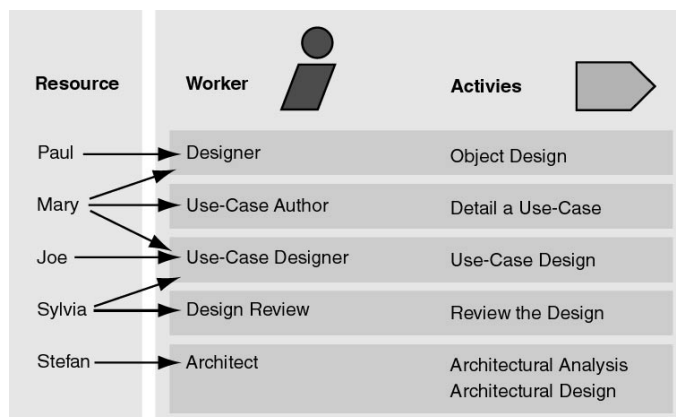 Resource Worker Activies
Paul Designer Object Design
Mary Use-Case Author Detail a Use-Case
Joe Use-Case Designer Use-Case Design
Sylvia Design Review Review the Design
Stefan Architect Architectural Analysis
Architectural Design